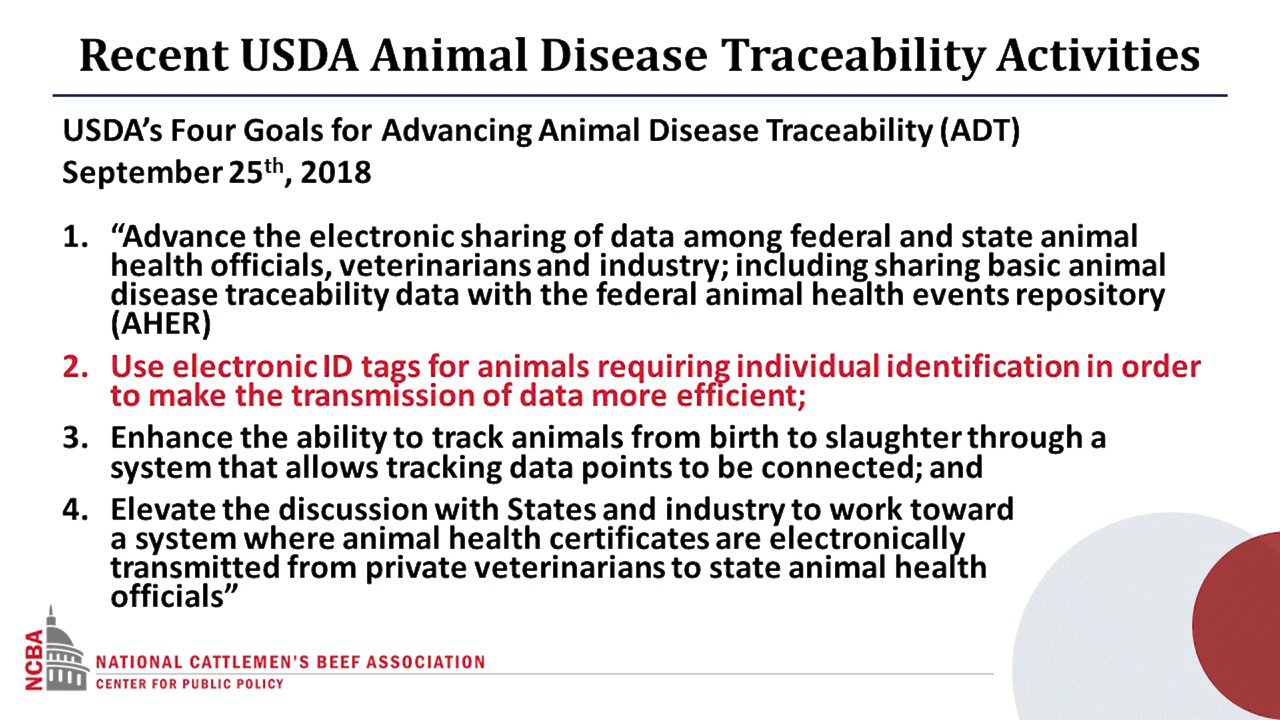 Recent USDA Animal Disease Traceability Activities
USDA’s Four Goals for Advancing Animal Disease Traceability (ADT)
September 25th, 2018
1. “Advance the electronic sharing of data among federal and state animal
health officials, veterinarians and industry; including sharing basic animal
disease traceability data with the federal animal health events repository
(AHER)
2. Use electronic ID tags for animals requiring individual identification in order
to make the transmission of data more efficient;
3. Enhance the ability to track animals from birth to slaughter through a
system that allows tracking data points to be connected; and
4. Elevate the discussion with States and industry to work toward
a system where animal health certificates are electronically
transmitted from private veterinarians to state animal health
officials”
NCBA
NATIONAL CATTLEMEN’S BEEF ASSOCIATION
CENTER FOR PUBLIC POLICY